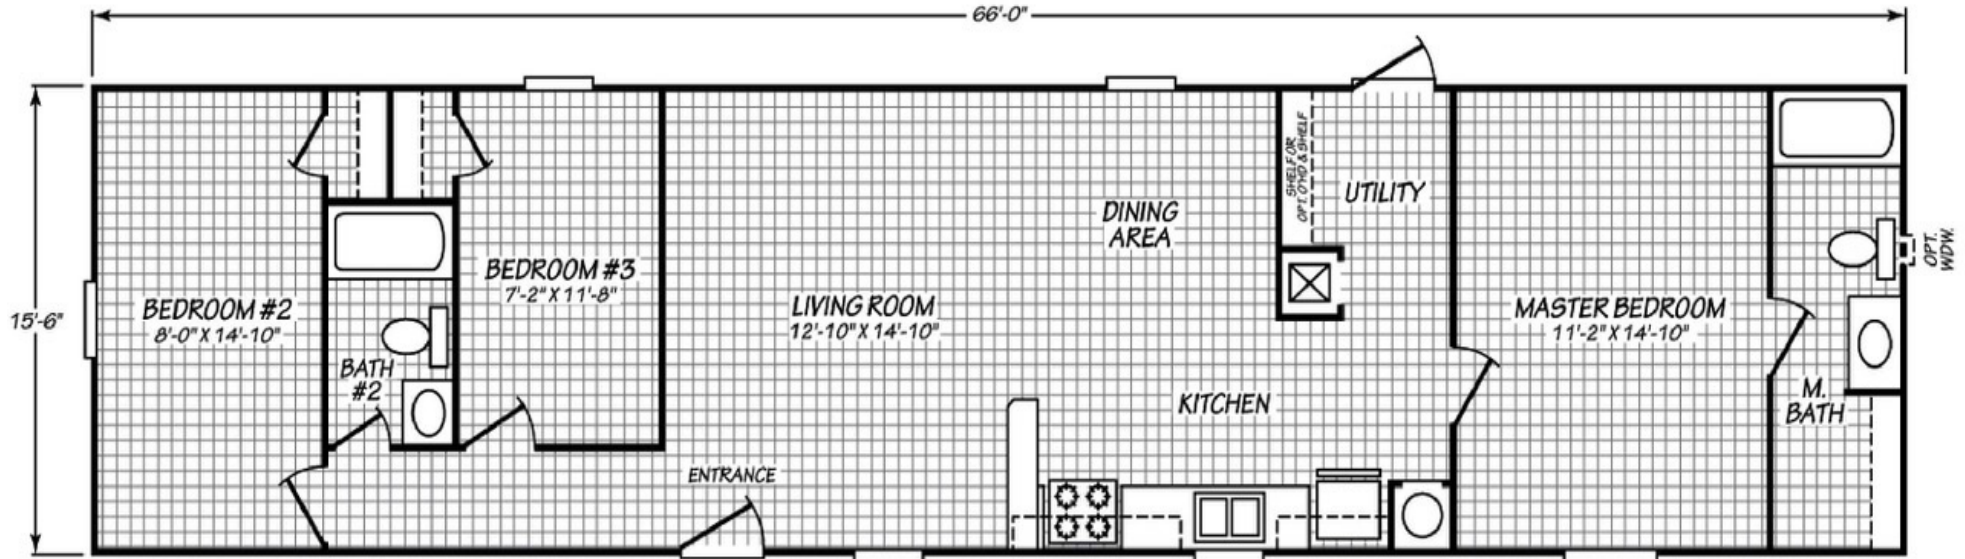 66'-0"
15'-6"
BEDROOM #2
8'-0" X 14'-10"
BATH
#2
BEDROOM #3
7'-2" X 11'-8"
LIVING ROOM
12'-10" X 14'-10"
ENTRANCE
DINING
AREA
KITCHEN
SHELF OR
OPT. O'HD & SHELF
UTILITY
MASTER BEDROOM
11'-2" X 14'-10"
M.
BATH
OPT.
WDW.